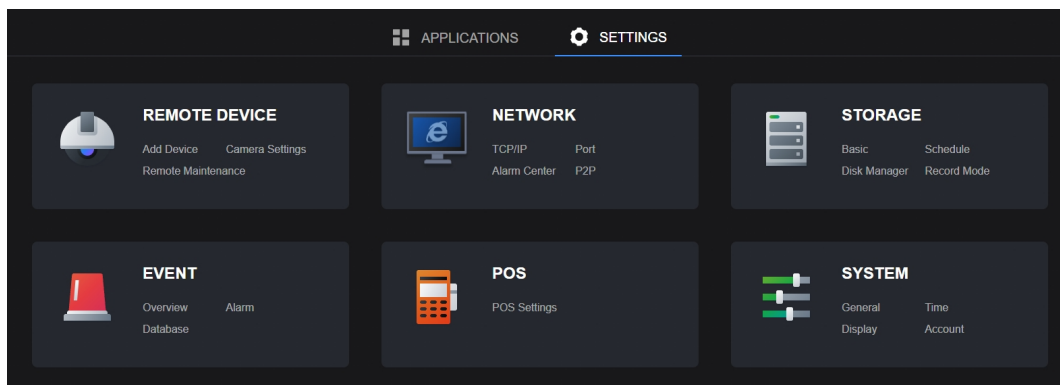 APPLICATIONS SETTINGS
REMOTE DEVICE
Add Device Camera Settings
Remote Maintenance
NETWORK
TCP/IP Port
Alarm Center P2P
STORAGE
Basic Schedule
Disk Manager Record Mode
EVENT
Overview Alarm
Database
POS
POS Settings
SYSTEM
General Time
Display Account